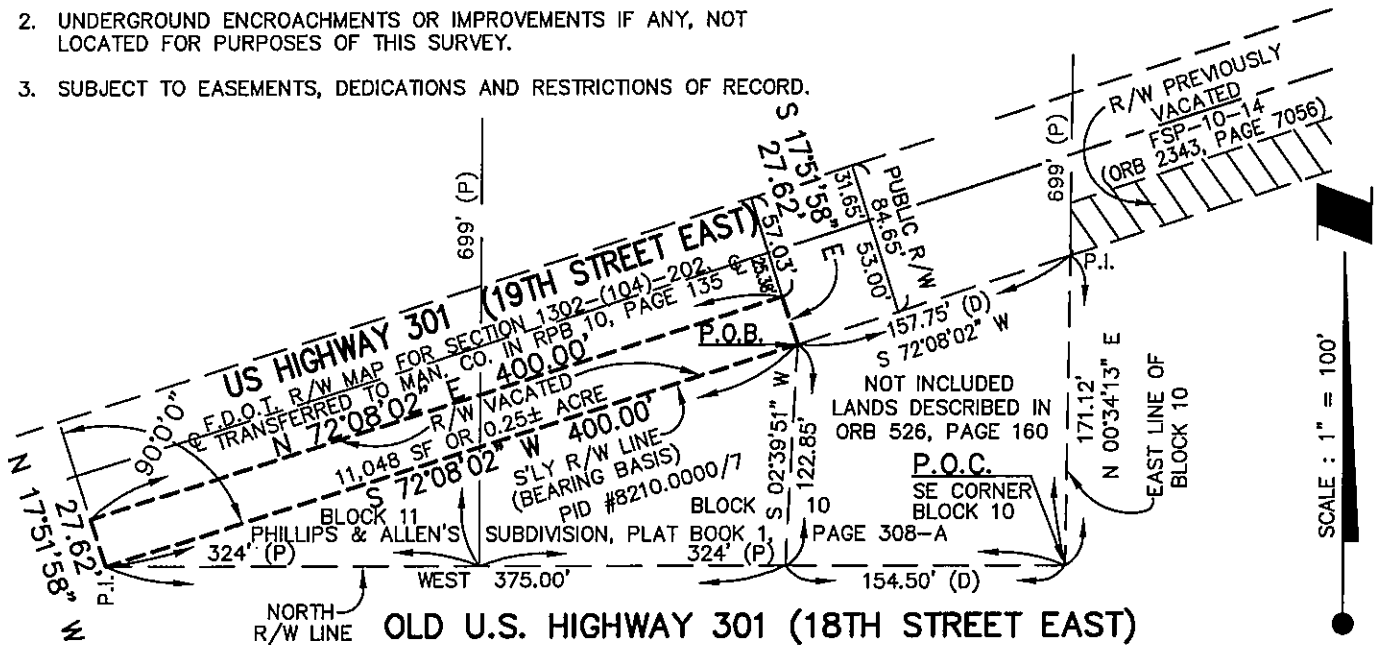 2. UNDERGROUND ENCROACHMENTS OR IMPROVEMENTS IF ANY, NOT
LOCATED FOR PURPOSES OF THIS SURVEY.
3. SUBJECT TO EASEMENTS, DEDICATIONS AND RESTRICTIONS OF RECORD.
R/W PREVIOUSLY
VACATED
FSP-10-14
(ORB 2343, PAGE 7056)
699' (P)
699' (P)
S 17°51'58" E
27.62'
31.65'
PUBLIC R/W
84.65'
53.00'
57.03'
25.38'
US HIGHWAY 301 (19TH STREET EAST)
℄ F.D.O.T. R/W MAP FOR SECTION 1302-(104)-202, ℄
TRANSFERRED TO MAN. CO. IN RPB 10, PAGE 135
N 72°08'02" E 400.00'
R/W VACATED
11,048 SF OR 0.25± ACRE
S 72°08'02" W 400.00'
S'LY R/W LINE
(BEARING BASIS)
PID #8210.0000/7
90°0'0"
N 17°51'58" W
27.62'
P.I.
P.O.B.
157.75' (D)
S 72°08'02" W
P.I.
NOT INCLUDED
LANDS DESCRIBED IN
ORB 526, PAGE 160
S 02°39'51" W
122.85'
171.12'
N 00°34'13" E
EAST LINE OF
BLOCK 10
P.O.C.
SE CORNER
BLOCK 10
BLOCK 11
BLOCK 10
PHILLIPS & ALLEN'S SUBDIVISION, PLAT BOOK 1, PAGE 308-A
324' (P)
324' (P)
WEST 375.00'
154.50' (D)
NORTH
R/W LINE
OLD U.S. HIGHWAY 301 (18TH STREET EAST)
SCALE : 1" = 100'